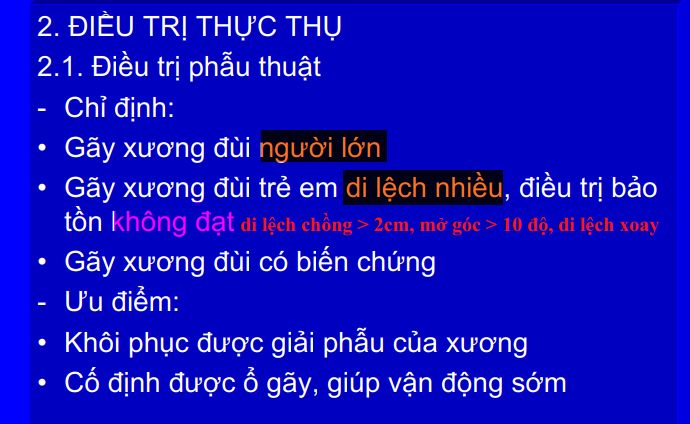 2. ĐIỀU TRỊ THỰC THỤ
2.1. Điều trị phẫu thuật
- Chỉ định:
• Gãy xương đùi người lớn
• Gãy xương đùi trẻ em di lệch nhiều, điều trị bảo
tồn không đạt di lệch chồng > 2cm, mở góc > 10 độ, di lệch xoay
• Gãy xương đùi có biến chứng
- Ưu điểm:
• Khôi phục được giải phẫu của xương
• Cố định được ổ gãy, giúp vận động sớm